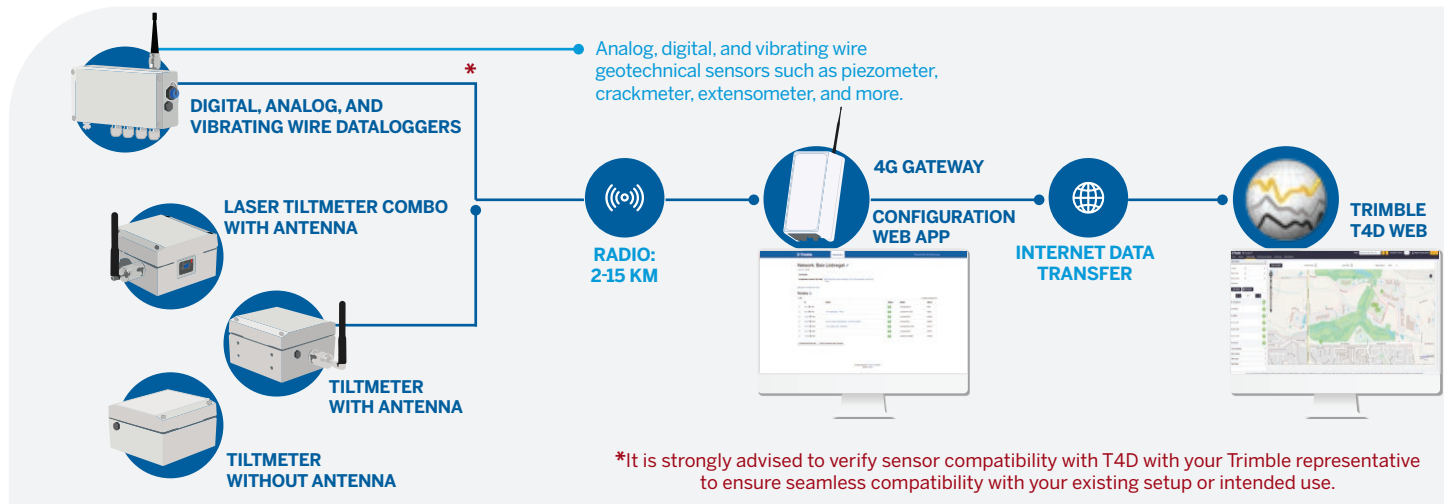 Analog, digital, and vibrating wire
geotechnical sensors such as piezometer,
crackmeter, extensometer, and more.
*
DIGITAL, ANALOG, AND
VIBRATING WIRE DATALOGGERS
LASER TILTMETER COMBO
WITH ANTENNA
TILTMETER
WITH ANTENNA
TILTMETER
WITHOUT ANTENNA
RADIO:
2-15 KM
4G GATEWAY
CONFIGURATION
WEB APP
INTERNET DATA
TRANSFER
TRIMBLE
T4D WEB
*It is strongly advised to verify sensor compatibility with T4D with your Trimble representative
to ensure seamless compatibility with your existing setup or intended use.